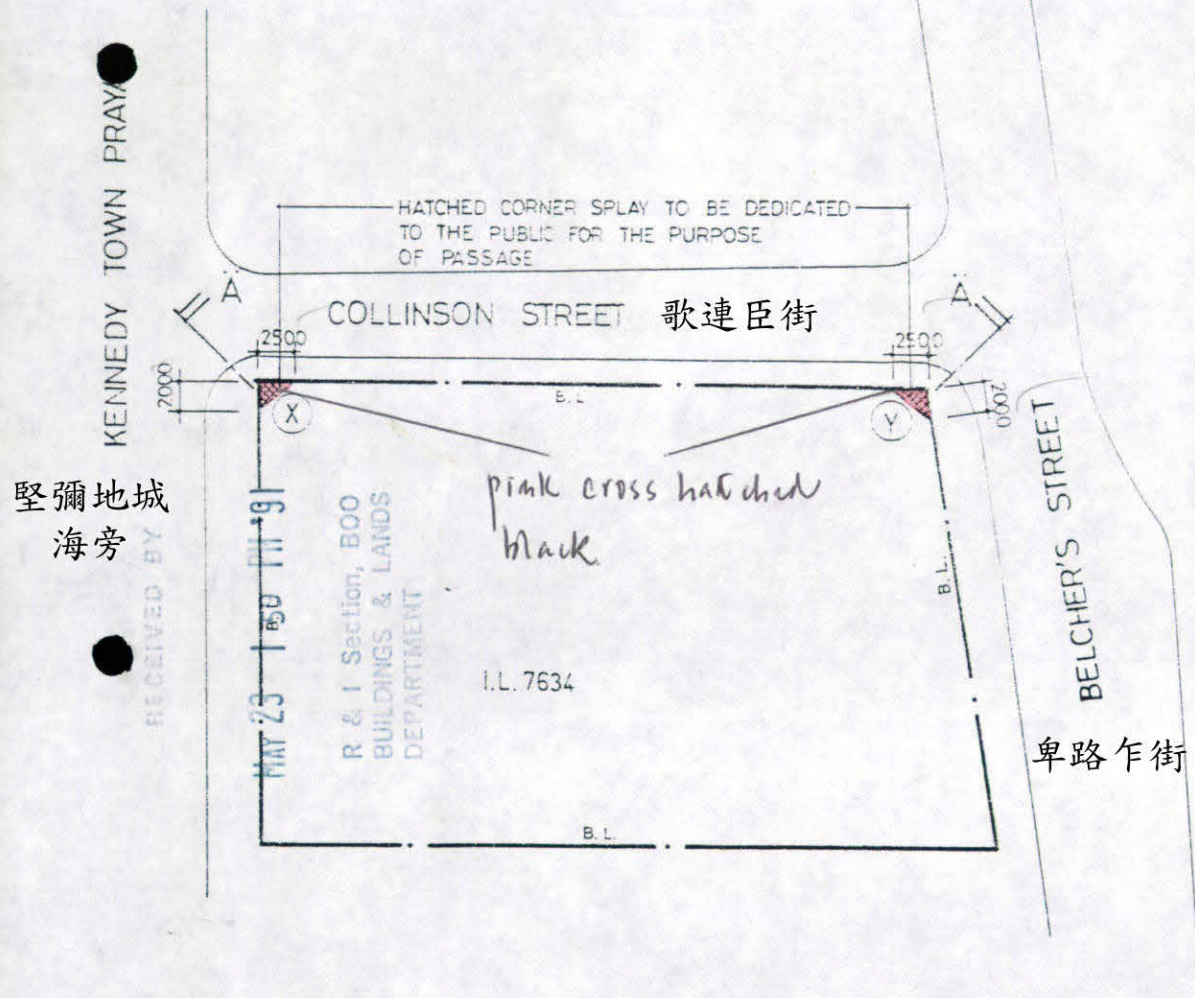 KENNEDY TOWN PRAYA
HATCHED CORNER SPLAY TO BE DEDICATED
TO THE PUBLIC FOR THE PURPOSE
OF PASSAGE
A
A
COLLINSON STREET 歌連臣街
2500
2500
2000
2000
B.L.
X
Y
pink cross hatched
black
堅彌地城
海旁
RECEIVED BY
MAY 23 1 50 PM '91
R & I Section, BOO
BUILDINGS & LANDS
DEPARTMENT
B.L.
BELCHER'S STREET
I.L. 7634
卑路乍街
B.L.